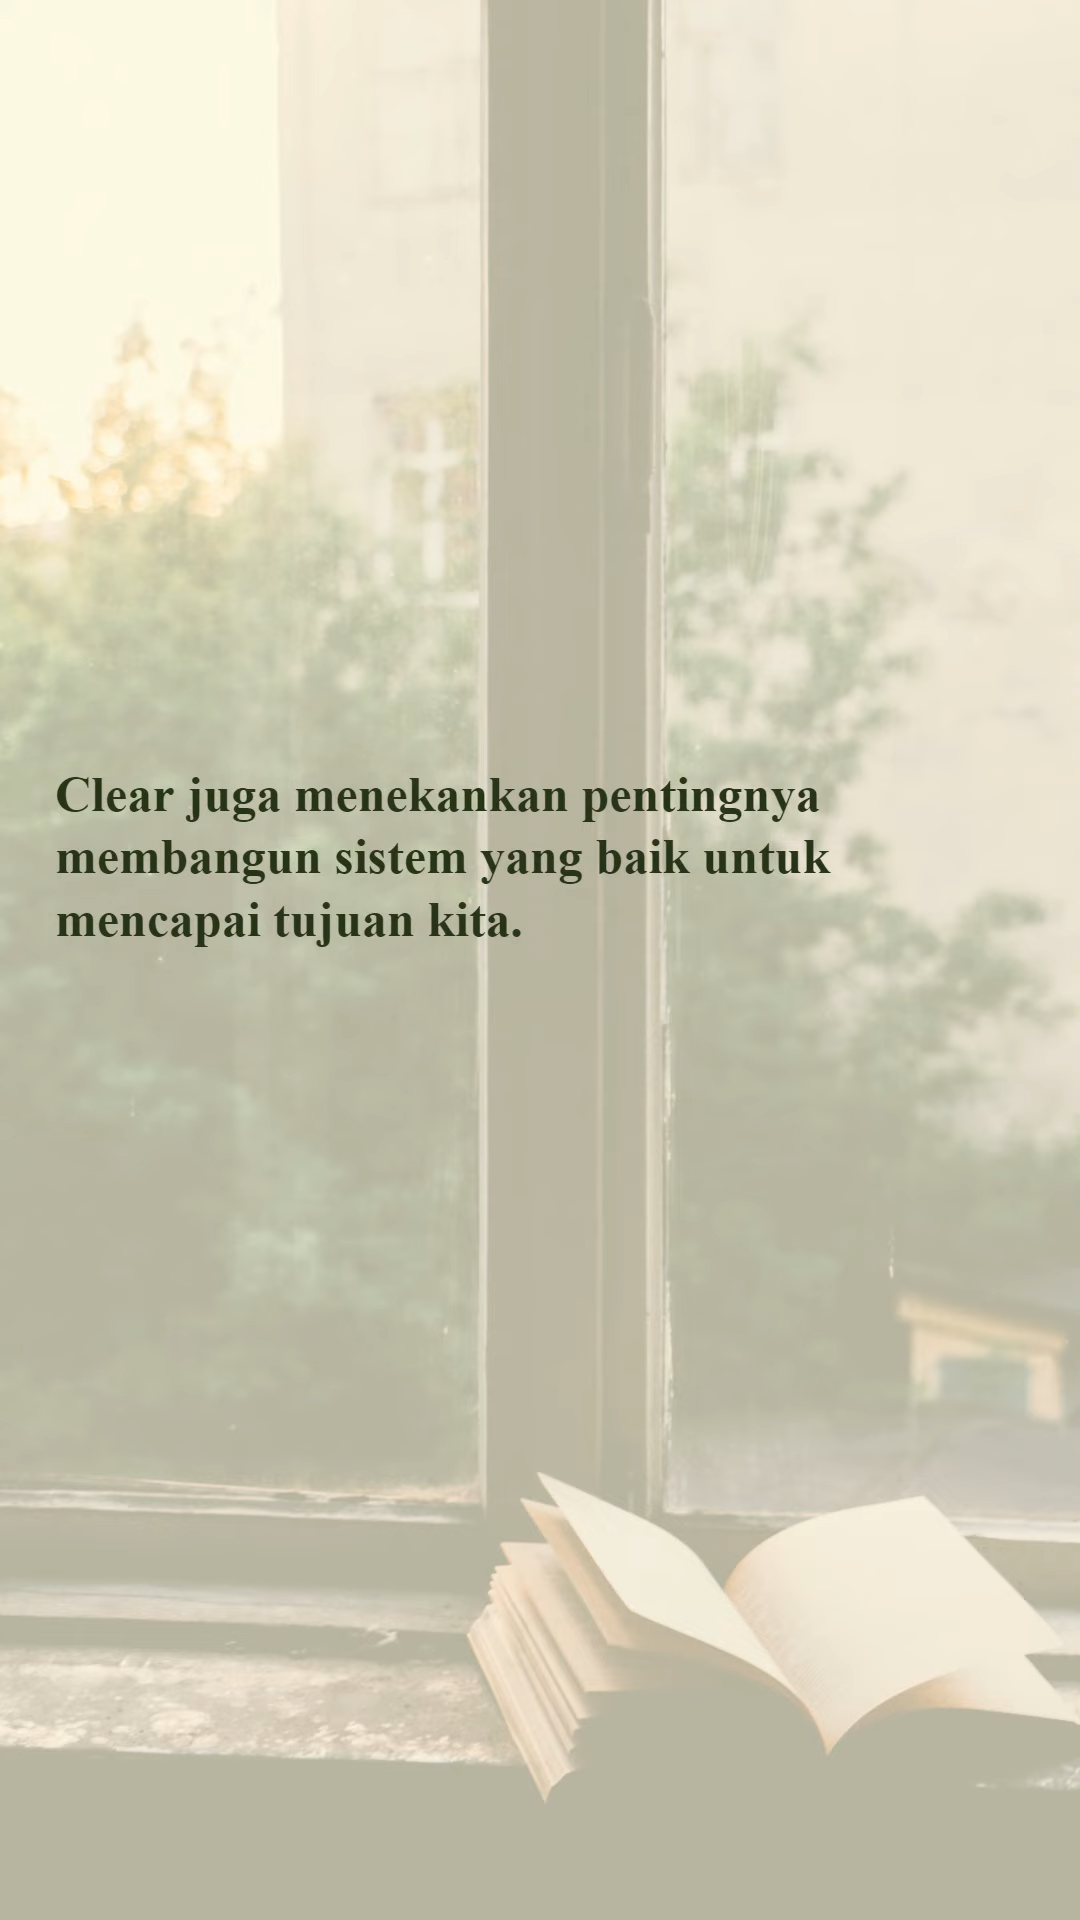 Clear juga menekankan pentingnya
membangun sistem yang baik untuk
mencapai tujuan kita.